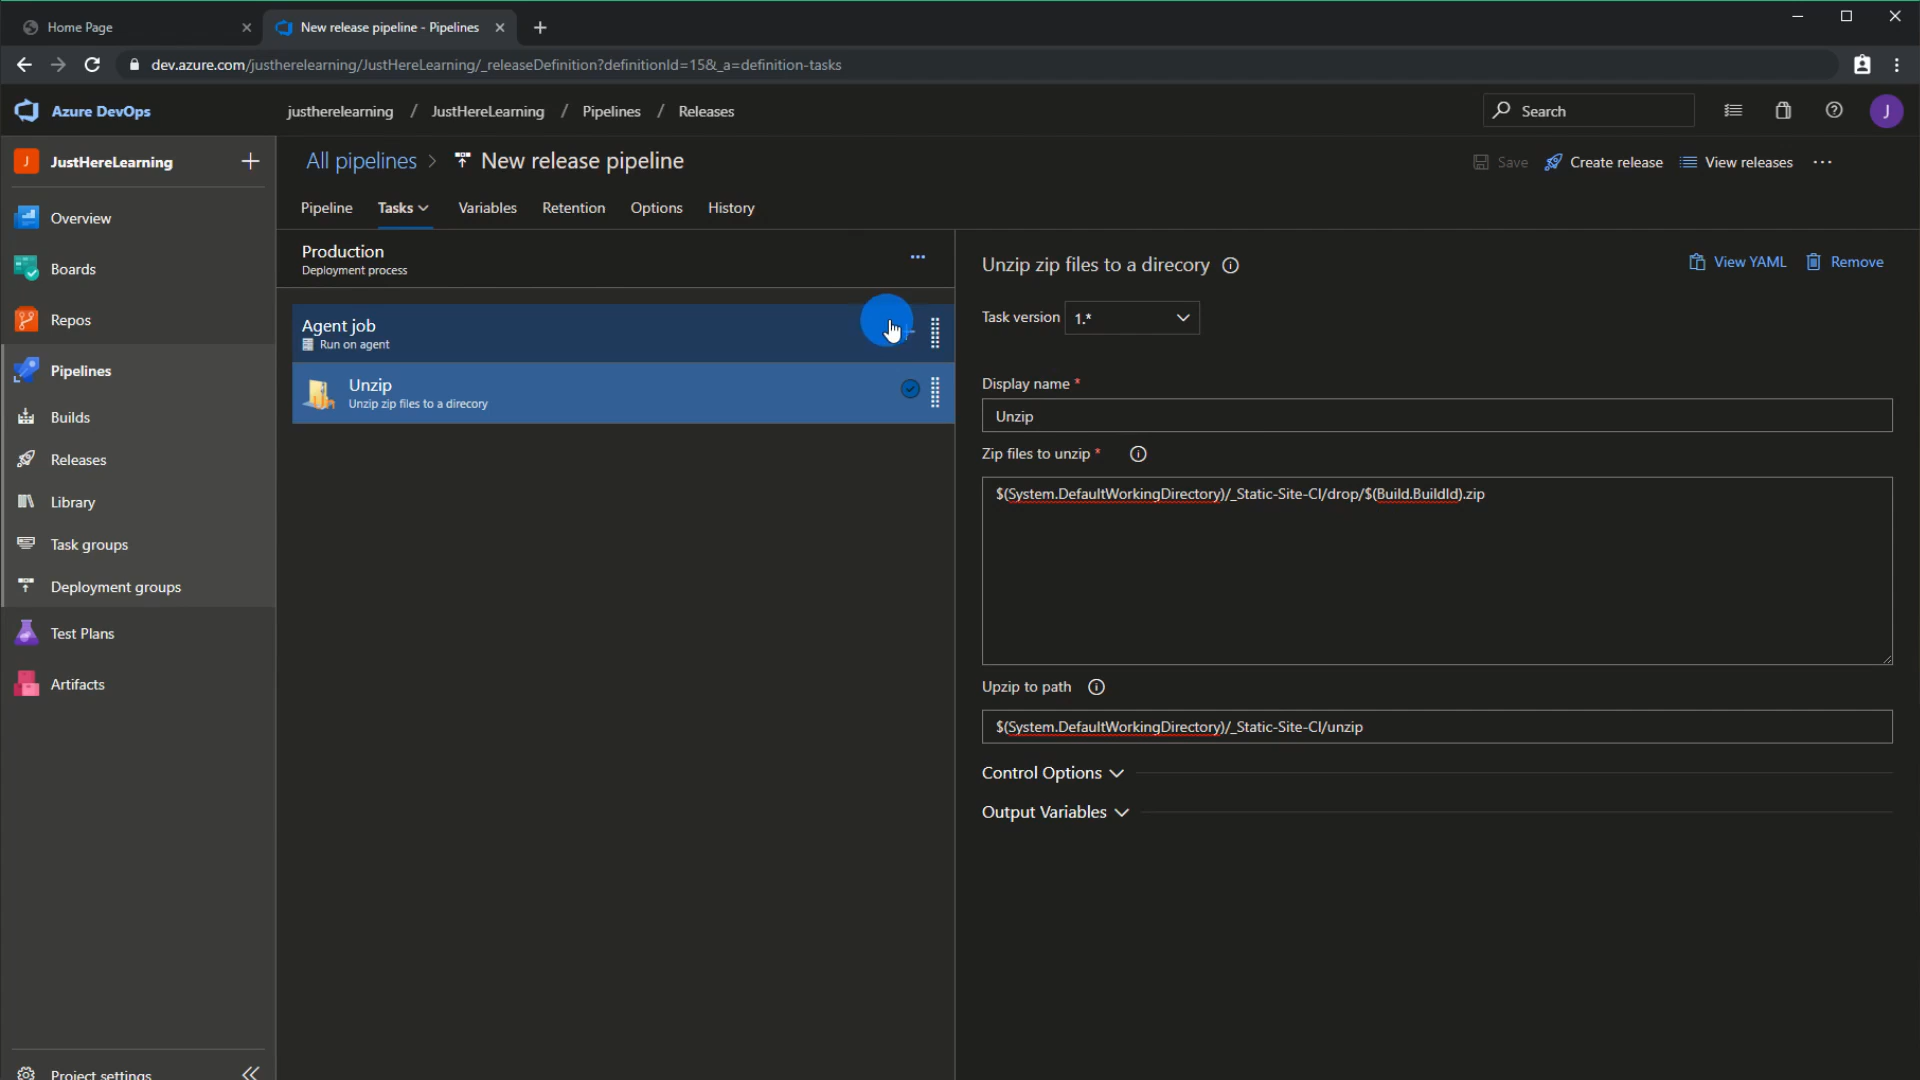 Home Page
New release pipeline - Pipelines
dev.azure.com/justherelearning/JustHereLearning/_releaseDefinition?definitionId=15&_a=definition-tasks
Azure DevOps
justherelearning / JustHereLearning / Pipelines / Releases
Search
J
J JustHereLearning
All pipelines > New release pipeline
Save
Create release
View releases
Overview
Boards
Repos
Pipelines
Builds
Releases
Library
Task groups
Deployment groups
Test Plans
Artifacts
Project settings
Pipeline
Tasks
Variables
Retention
Options
History
Production
Deployment process
Agent job
Run on agent
Unzip
Unzip zip files to a direcory
Unzip zip files to a direcory
View YAML
Remove
Task version 1.*
Display name *
Unzip
Zip files to unzip *
$(System.DefaultWorkingDirectory)/_Static-Site-CI/drop/$(Build.BuildId).zip
Upzip to path
$(System.DefaultWorkingDirectory)/_Static-Site-CI/unzip
Control Options
Output Variables